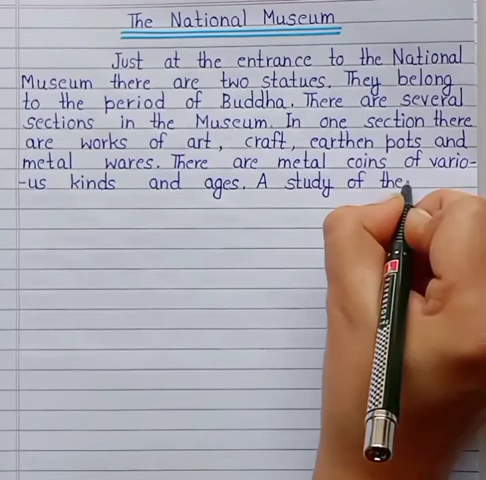 The National Museum
Just at the entrance to the National
Museum there are two statues. They belong
to the period of Buddha. There are several
sections in the Museum. In one section there
are works of art, craft, earthen pots and
metal wares. There are metal coins of vario-
-us kinds and ages. A study of the